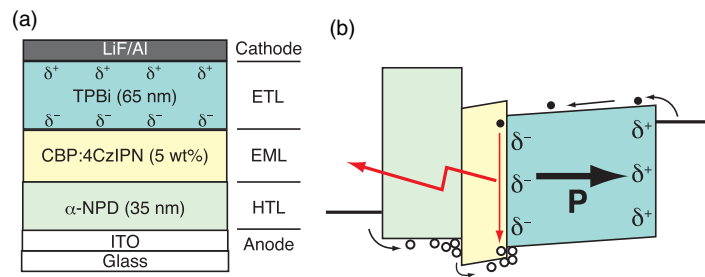 (a)
LiF/Al Cathode
δ+ δ+ δ+ δ+
TPBi (65 nm) ETL
δ− δ− δ− δ−
CBP:4CzIPN (5 wt%) EML
α-NPD (35 nm) HTL
ITO Anode
Glass
(b)
δ− δ+
δ− P δ+
δ− δ+